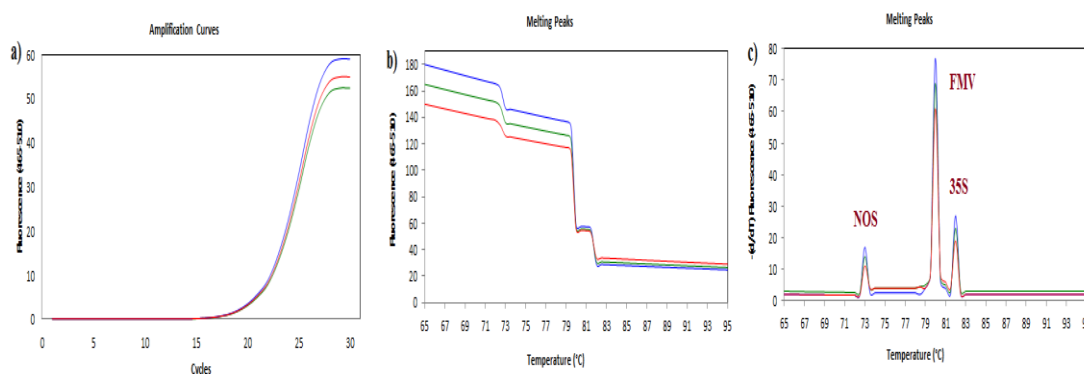 a)
Amplification Curves
Fluorescence (465-510)
60
50
40
30
20
10
0
0 5 10 15 20 25 30
Cycles
b)
Melting Peaks
Fluorescence (465-510)
180
160
140
120
100
80
60
40
20
0
65 67 69 71 73 75 77 79 81 83 85 87 89 91 93 95
Temperature (°C)
c)
Melting Peaks
-(d/dT) Fluorescence (465-510)
80
70
60
50
40
30
20
10
0
NOS
FMV
35S
65 67 69 71 73 75 77 79 81 83 85 87 89 91 93 95
Temperature (°C)